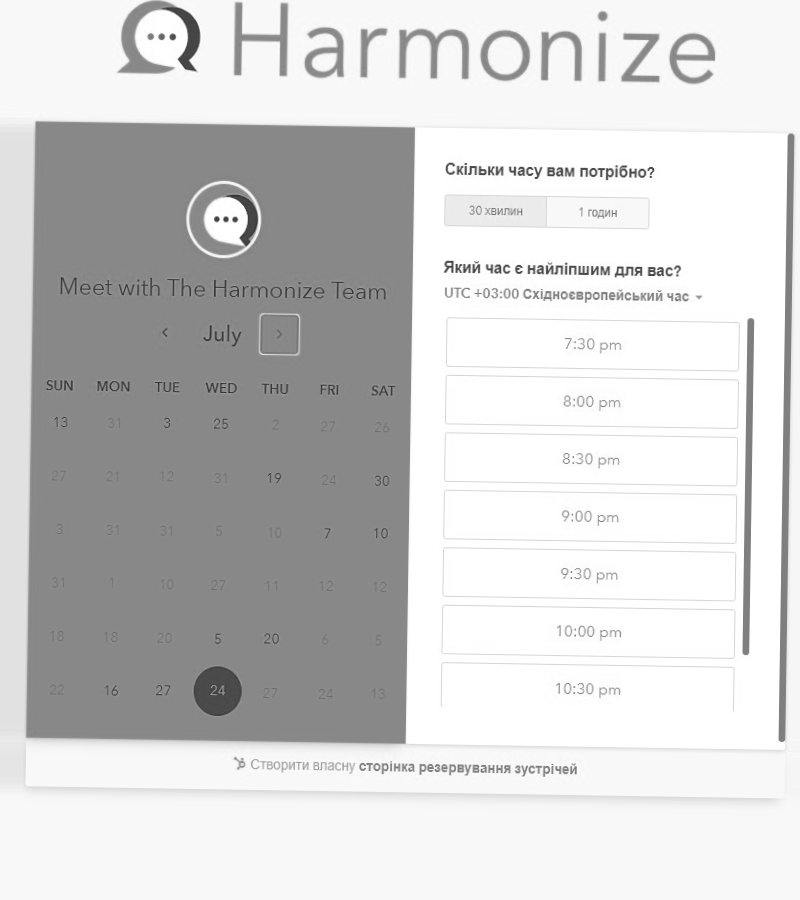 Harmonize
Meet with The Harmonize Team
July
SUN MON TUE WED THU FRI SAT
13 31 3 25 2 27 26
27 21 12 31 19 24 30
3 31 31 5 10 7 10
31 1 10 27 11 12 12
18 18 20 5 20 6 5
22 16 27 24 27 24 13
Скільки часу вам потрібно?
30 хвилин 1 годин
Який час є найліпшим для вас?
UTC +03:00 Східноєвропейський час
7:30 pm
8:00 pm
8:30 pm
9:00 pm
9:30 pm
10:00 pm
10:30 pm
Створити власну сторінка резервування зустрічей